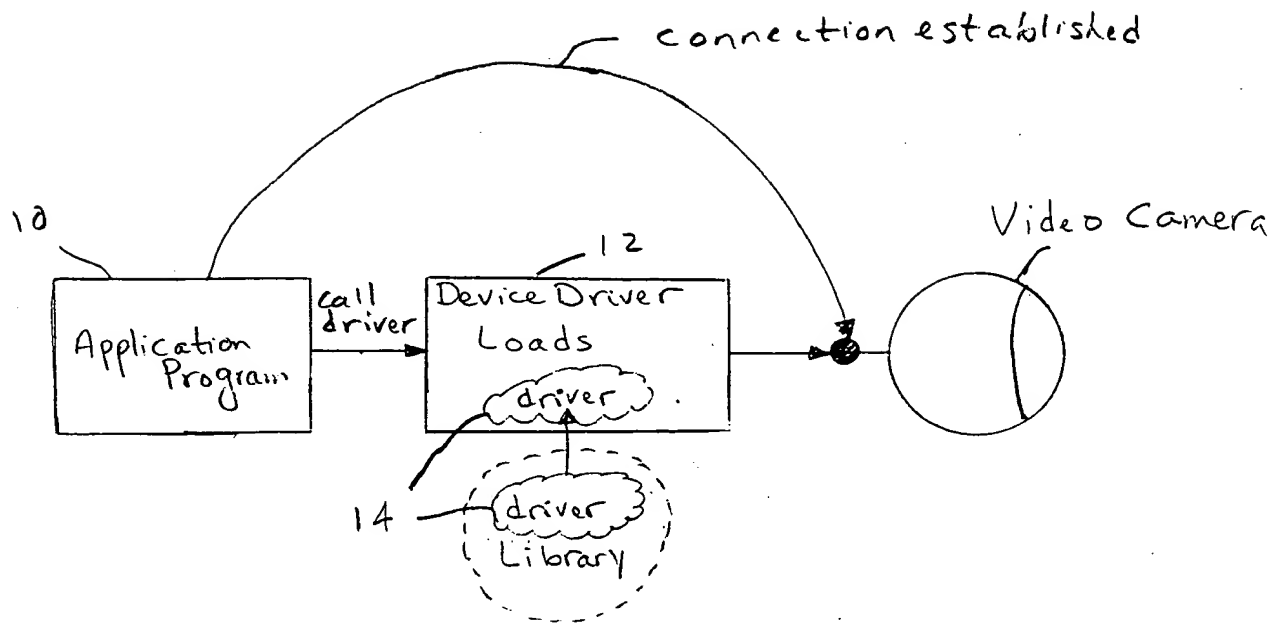 connection established
Video Camera
10
12
call
driver
Device Driver
Loads
Application
Program
driver
14
driver
Library